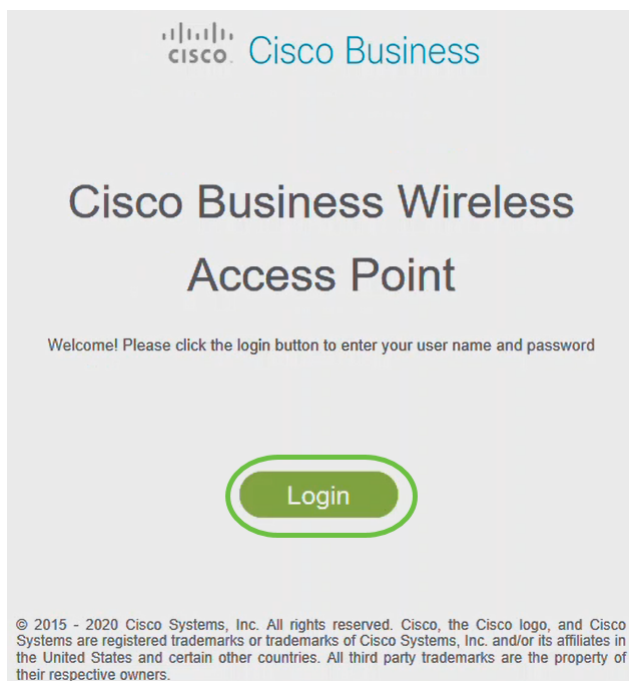 cisco. Cisco Business
Cisco Business Wireless
Access Point
Welcome! Please click the login button to enter your user name and password
Login
© 2015 - 2020 Cisco Systems, Inc. All rights reserved. Cisco, the Cisco logo, and Cisco
Systems are registered trademarks or trademarks of Cisco Systems, Inc. and/or its affiliates in
the United States and certain other countries. All third party trademarks are the property of
their respective owners.